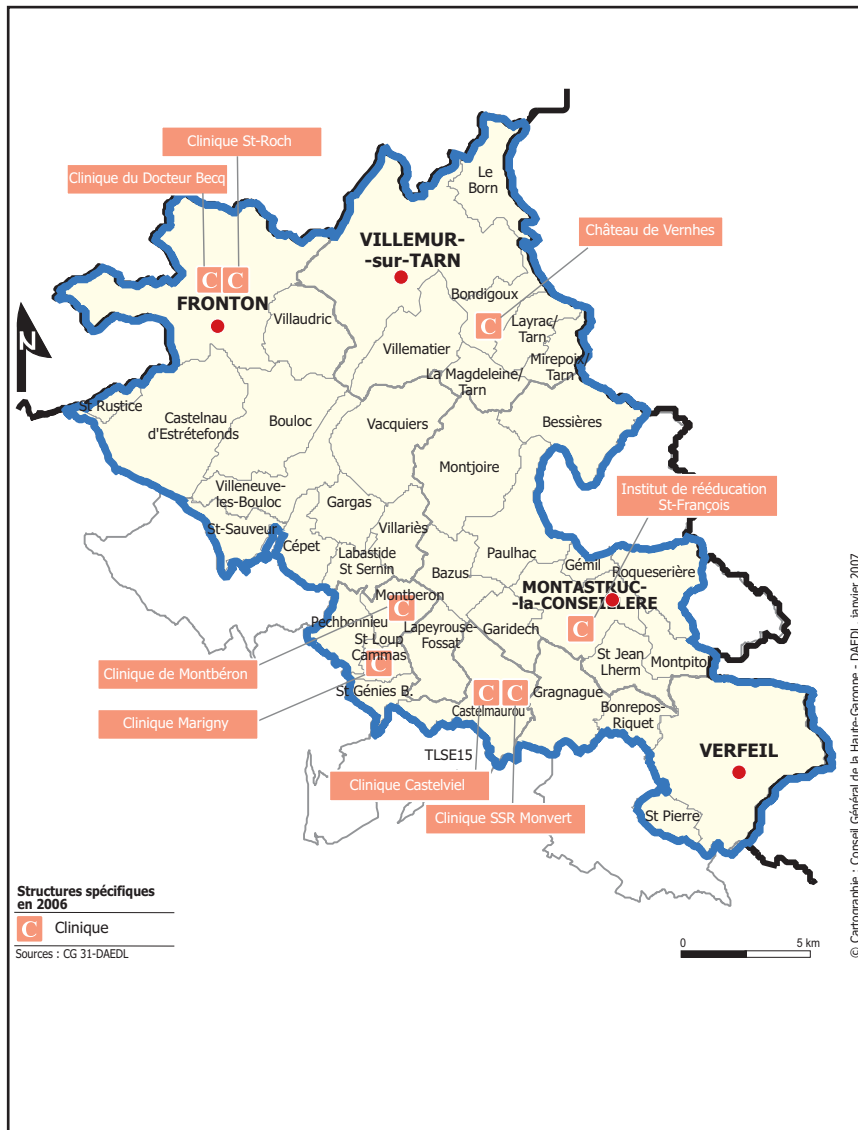 Clinique St-Roch
Clinique du Docteur Becq
Le
Born
VILLEMUR-
-sur-TARN
Château de Vernhes
C C
FRONTON
Bondigoux
C
Villaudric
Layrac/
Tarn
N
Villematier
Mirepoix/
Tarn
La Magdeleine/
Tarn
St Rustice
Castelnau
d'Estrétefonds
Bouloc
Vacquiers
Bessières
Montjoire
Villeneuve-
les-Bouloc
Institut de rééducation
St-François
Gargas
St-Sauveur
Villariès
Cépet
Labastide
St Sernin
Paulhac
Gémil
Roqueserière
Bazus
MONTASTRUC-
-la-CONSEILLERE
Montberon
C
Pechbonnieu
Lapeyrouse-
Fossat
Garidech
C
St Loup
Cammas
C
St Jean
Lherm
Montpitol
Clinique de Montbéron
St Génies B.
C C
Gragnague
Castelmaurou
Bonrepos-
Riquet
Clinique Marigny
TLSE15
VERFEIL
Clinique Castelviel
Clinique SSR Monvert
St Pierre
Structures spécifiques
en 2006
C Clinique
Sources : CG 31-DAEDL
0 5 km
© Cartographie : Conseil Général de la Haute-Garonne - DAEDL janvier 2007